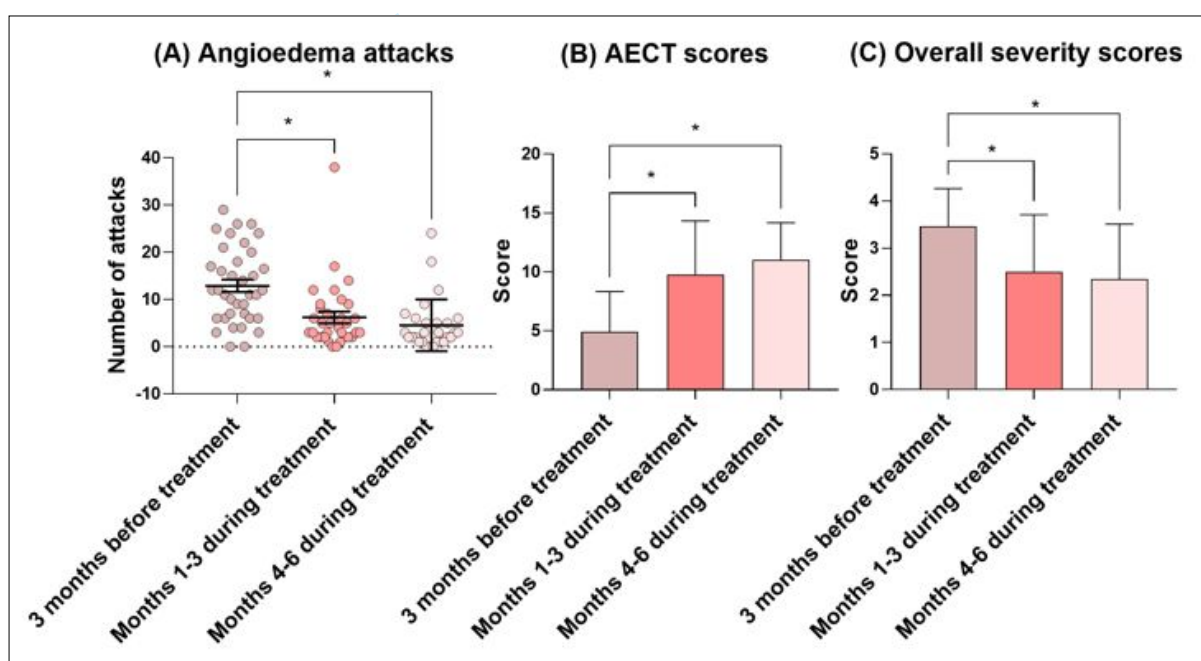 (A) Angioedema attacks
*
*
Number of attacks
40
30
20
10
0
-10
3 months before treatment
Months 1-3 during treatment
Months 4-6 during treatment
(B) AECT scores
*
*
Score
20
15
10
5
0
3 months before treatment
Months 1-3 during treatment
Months 4-6 during treatment
(C) Overall severity scores
*
*
Score
5
4
3
2
1
0
3 months before treatment
Months 1-3 during treatment
Months 4-6 during treatment